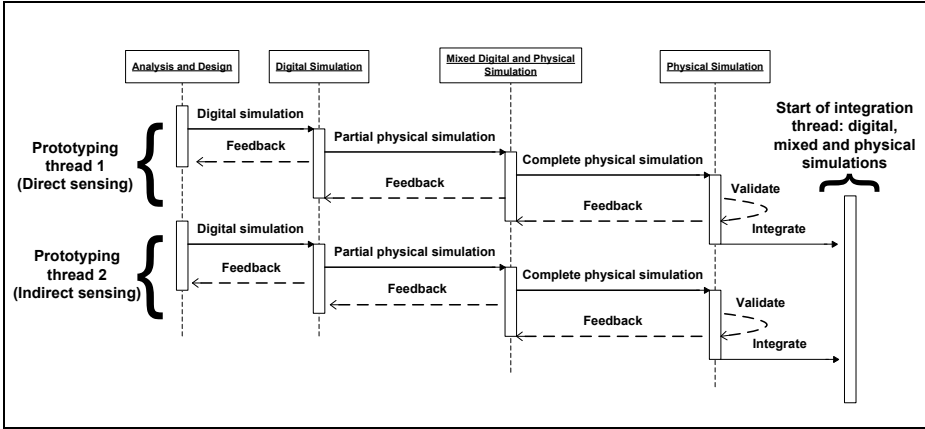 Analysis and Design
Digital Simulation
Mixed Digital and Physical
Simulation
Physical Simulation
Start of integration
thread: digital,
mixed and physical
simulations
Prototyping
thread 1
(Direct sensing)
Digital simulation
Feedback
Partial physical simulation
Feedback
Complete physical simulation
Feedback
Validate
Integrate
Prototyping
thread 2
(Indirect sensing)
Digital simulation
Feedback
Partial physical simulation
Feedback
Complete physical simulation
Feedback
Validate
Integrate